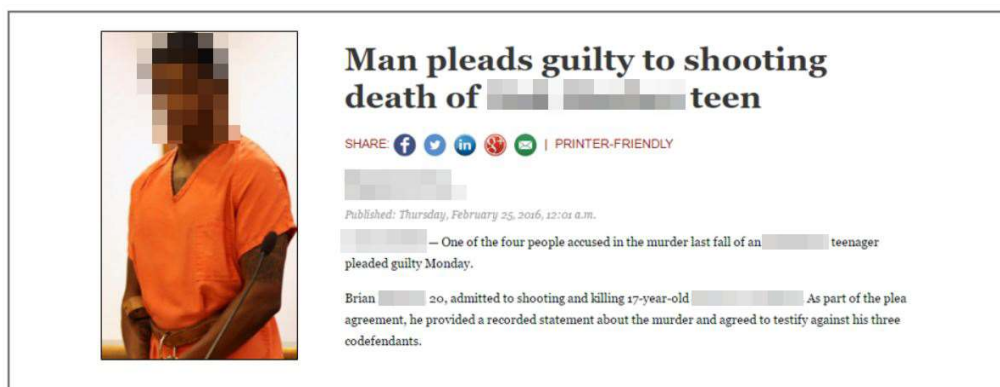 Man pleads guilty to shooting
death of teen
SHARE: | PRINTER-FRIENDLY
Published: Thursday, February 25, 2016, 12:01 a.m.
— One of the four people accused in the murder last fall of an teenager
pleaded guilty Monday.
Brian 20, admitted to shooting and killing 17-year-old . As part of the plea
agreement, he provided a recorded statement about the murder and agreed to testify against his three
codefendants.